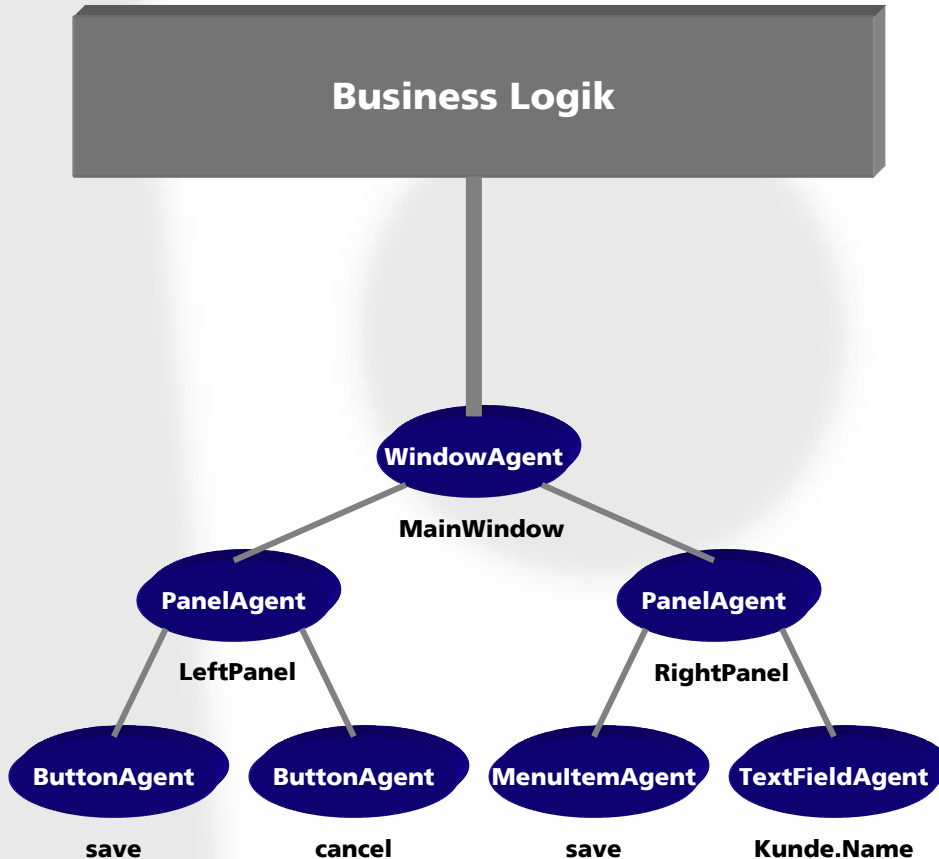 Business Logik
WindowAgent
MainWindow
PanelAgent
PanelAgent
LeftPanel
RightPanel
ButtonAgent
ButtonAgent
MenuItemAgent
TextFieldAgent
save
cancel
save
Kunde.Name